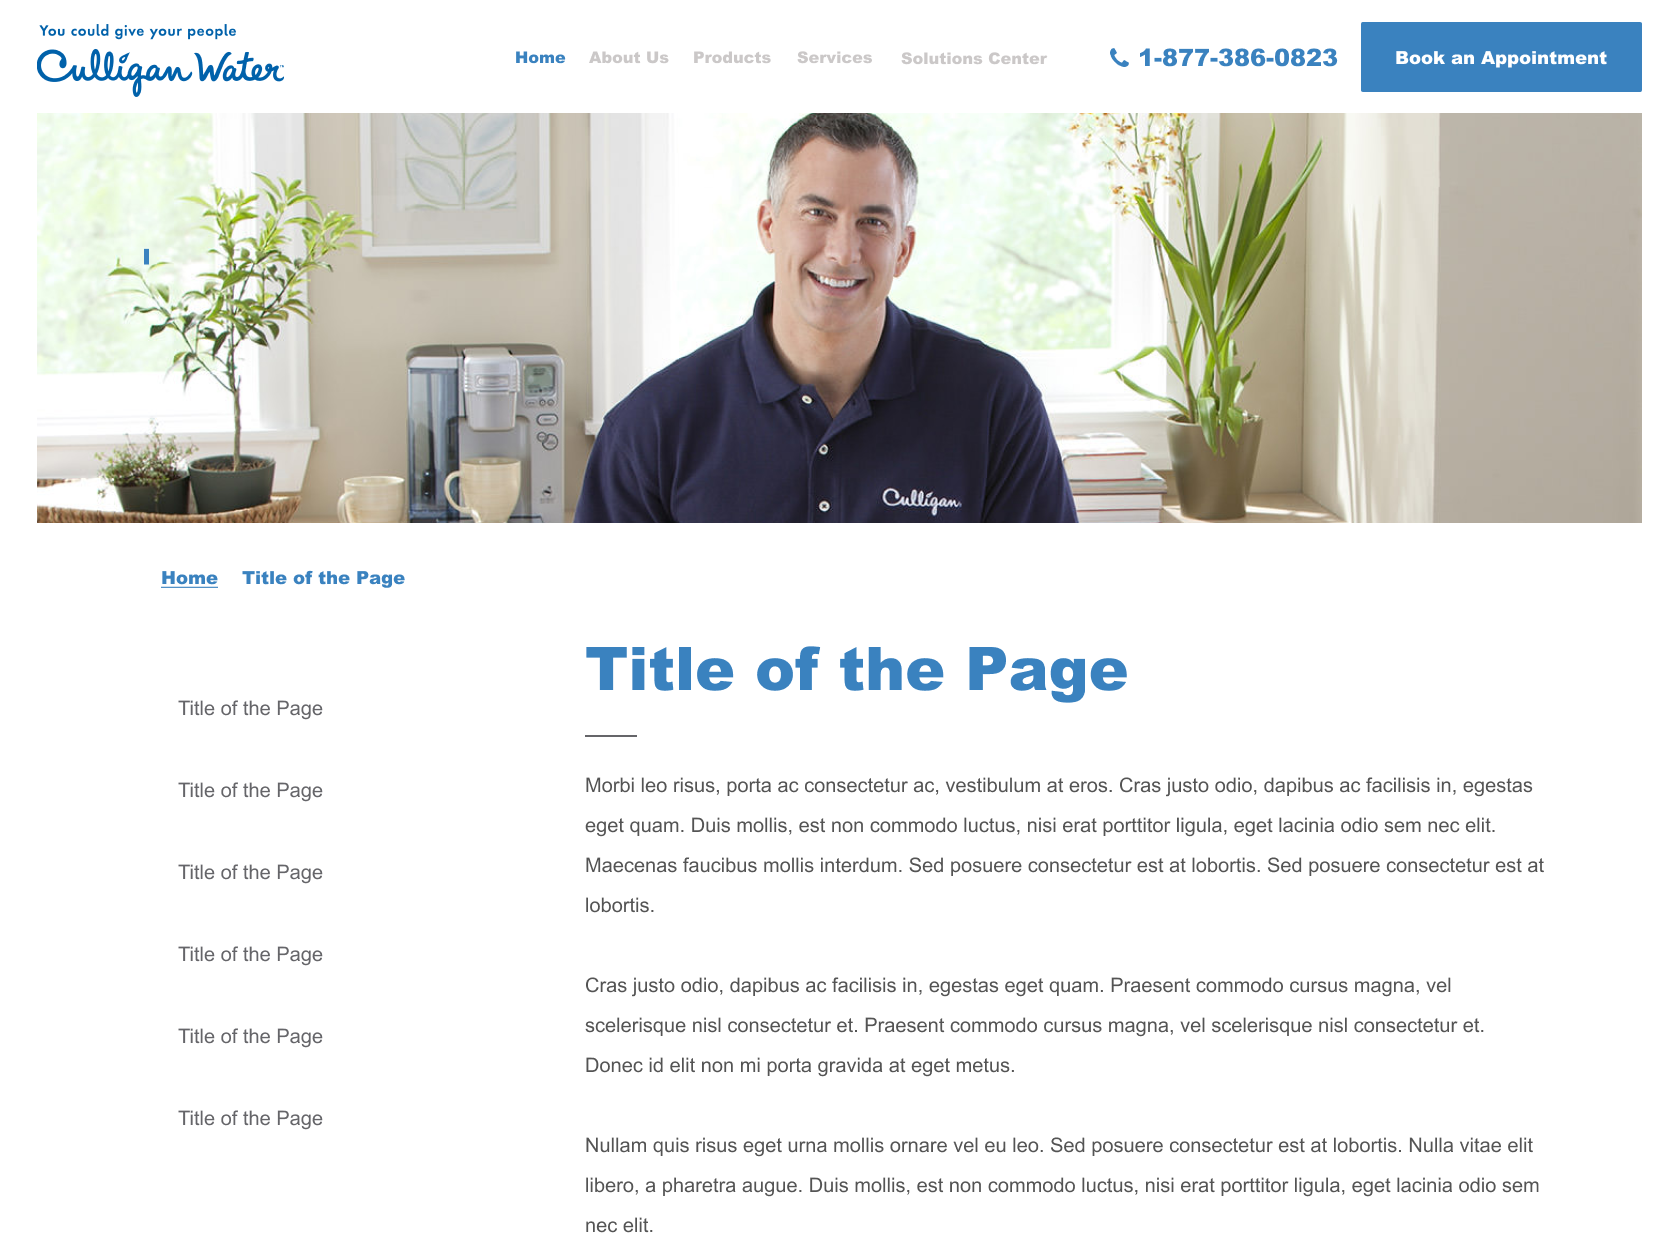 You could give your people
Culligan Water
Home About Us Products Services Solutions Center
1-877-386-0823
Book an Appointment
Culligan
Home Title of the Page
Title of the Page
Title of the Page
Title of the Page
Title of the Page
Title of the Page
Title of the Page
Title of the Page
Morbi leo risus, porta ac consectetur ac, vestibulum at eros. Cras justo odio, dapibus ac facilisis in, egestas
eget quam. Duis mollis, est non commodo luctus, nisi erat porttitor ligula, eget lacinia odio sem nec elit.
Maecenas faucibus mollis interdum. Sed posuere consectetur est at lobortis. Sed posuere consectetur est at
lobortis.
Cras justo odio, dapibus ac facilisis in, egestas eget quam. Praesent commodo cursus magna, vel
scelerisque nisl consectetur et. Praesent commodo cursus magna, vel scelerisque nisl consectetur et.
Donec id elit non mi porta gravida at eget metus.
Nullam quis risus eget urna mollis ornare vel eu leo. Sed posuere consectetur est at lobortis. Nulla vitae elit
libero, a pharetra augue. Duis mollis, est non commodo luctus, nisi erat porttitor ligula, eget lacinia odio sem
nec elit.